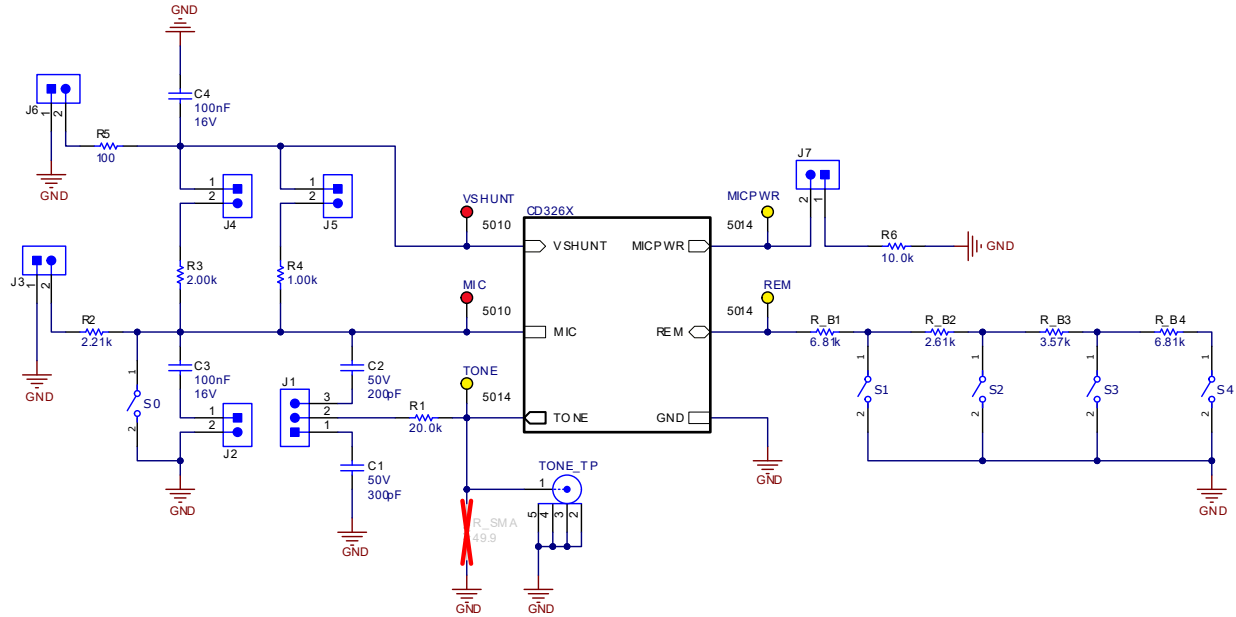 GND
C4
100nF
16V
J6
1
2
R5
100
GND
1
2
J4
1
2
J5
R3
2.00k
R4
1.00k
J3
1
2
R2
2.21k
GND
VSHUNT
5010
MIC
5010
TONE
5014
CD326X
VSHUNT
MIC
TONE
MICPWR
REM
GND
MICPWR
5014
REM
5014
J7
2
1
R6
10.0k
GND
R_B1
6.81k
R_B2
2.61k
R_B3
3.57k
R_B4
6.81k
1
S1
2
1
S2
2
1
S3
2
1
S4
2
GND
GND
1
S0
2
C3
100nF
16V
1
2
J2
GND
J1
3
2
1
C2
50V
200pF
R1
20.0k
C1
50V
300pF
GND
TONE_TP
1
5
4
3
2
R_SMA
49.9
GND
GND